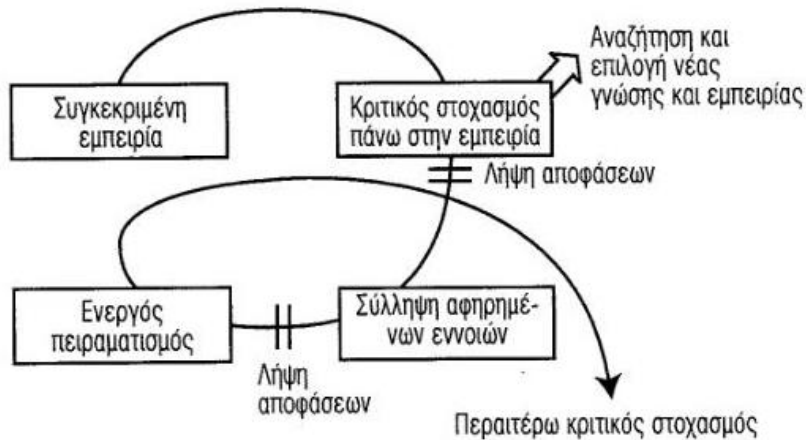 Συγκεκριμένη
εμπειρία
Κριτικός στοχασμός
πάνω στην εμπειρία
Αναζήτηση και
επιλογή νέας
γνώσης και εμπειρίας
Λήψη αποφάσεων
Ενεργός
πειραματισμός
Σύλληψη αφηρημέ-
νων εννοιών
Λήψη
αποφάσεων
Περαιτέρω κριτικός στοχασμός